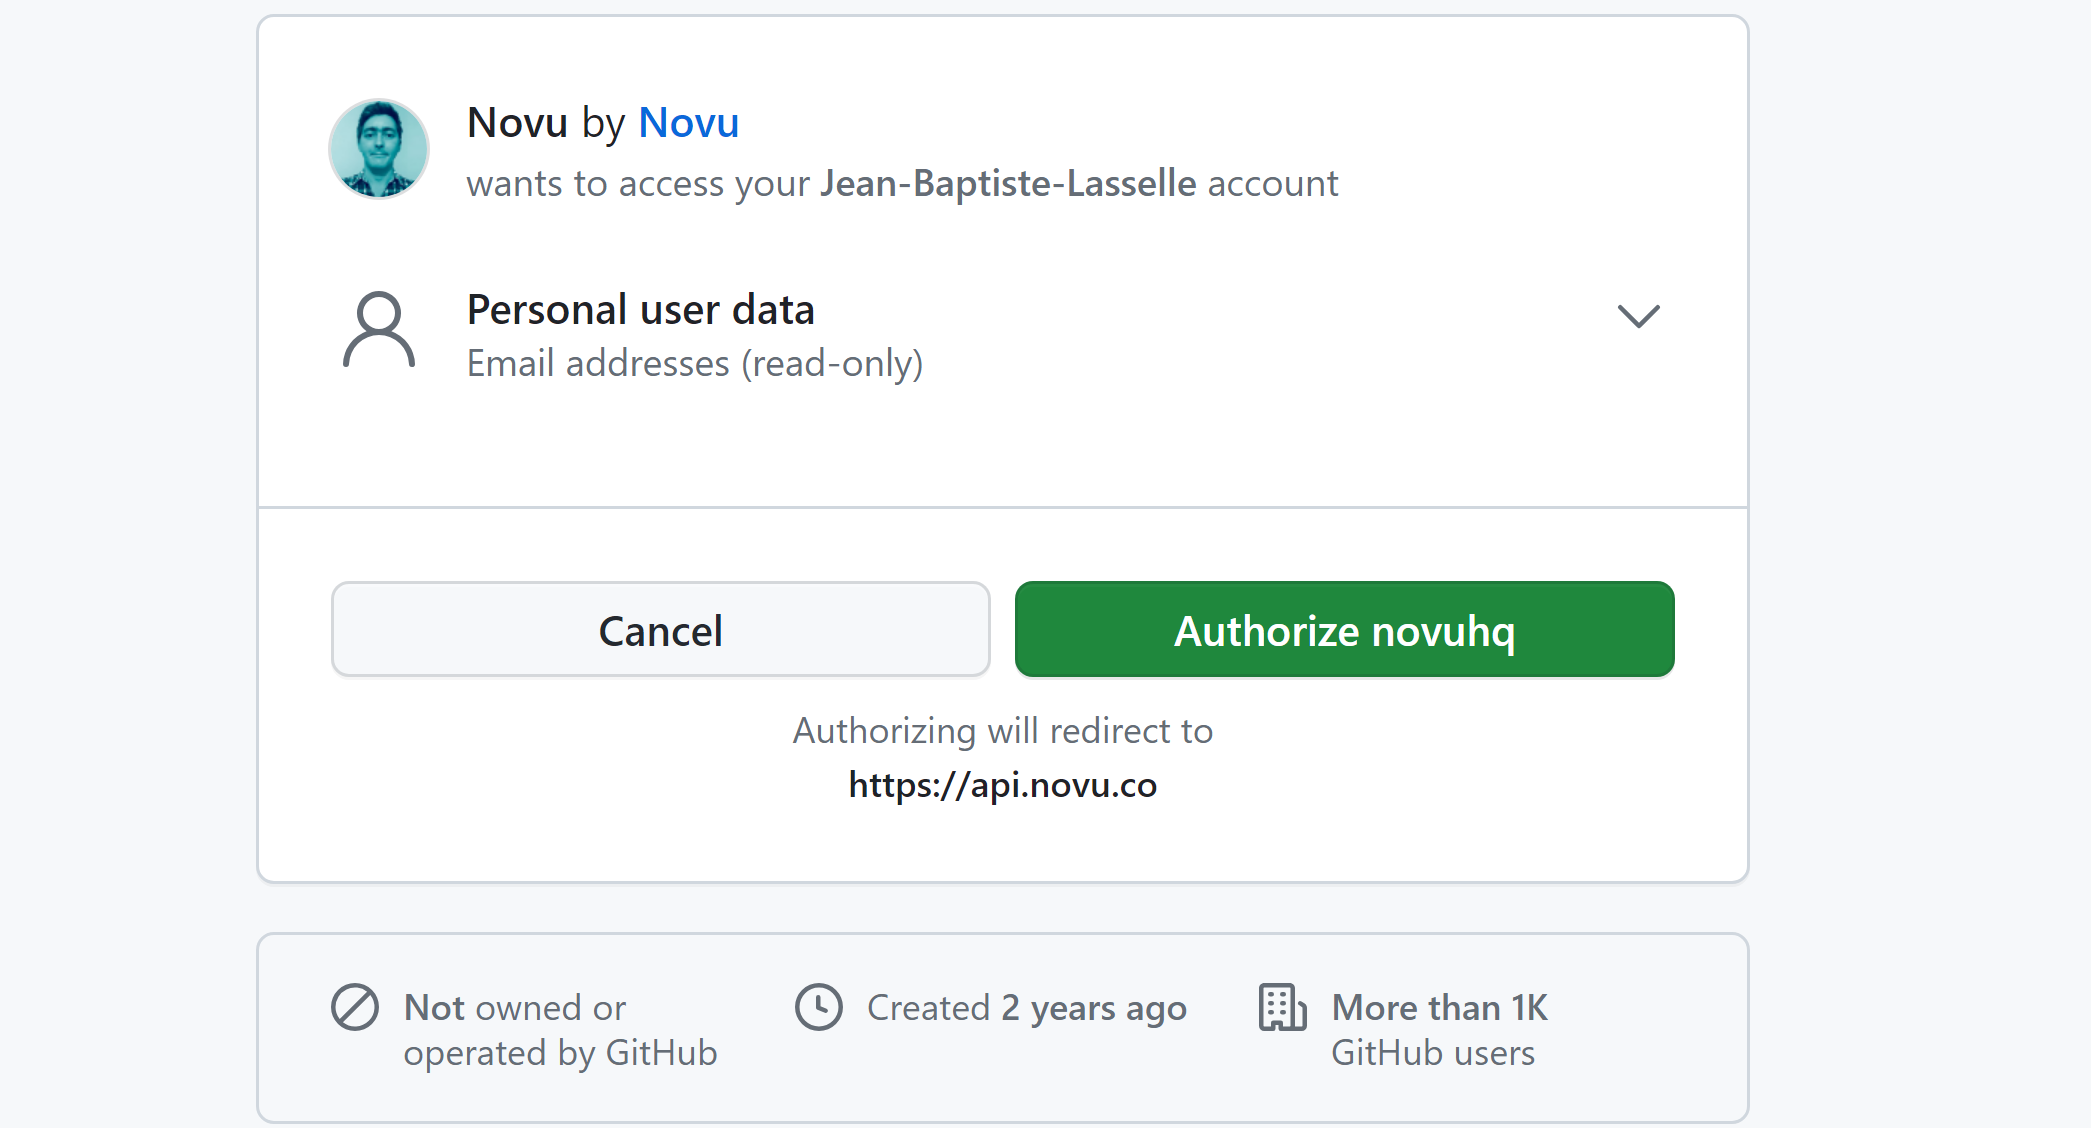 Novu by Novu
wants to access your Jean-Baptiste-Lasselle account
Personal user data
Email addresses (read-only)
Cancel
Authorize novuhq
Authorizing will redirect to
https://api.novu.co
Not owned or
operated by GitHub
Created 2 years ago
More than 1K
GitHub users